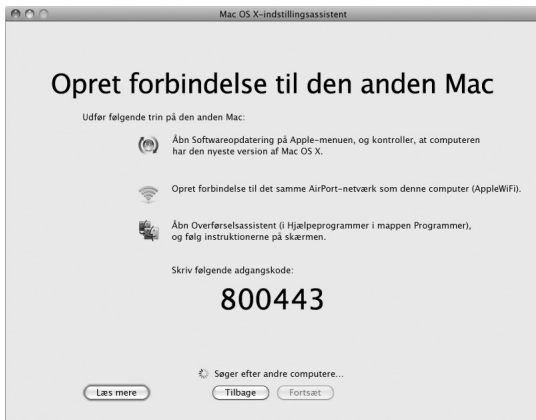 Mac OS X-indstillingsassistent
Opret forbindelse til den anden Mac
Udfør følgende trin på den anden Mac:
Åbn Softwareopdatering på Apple-menuen, og kontroller, at computeren
har den nyeste version af Mac OS X.
Opret forbindelse til det samme AirPort-netværk som denne computer (AppleWiFi).
Åbn Overførselsassistent (i Hjælpeprogrammer i mappen Programmer),
og følg instruktionerne på skærmen.
Skriv følgende adgangskode:
800443
Søger efter andre computere...
Læs mere
Tilbage
Fortsæt